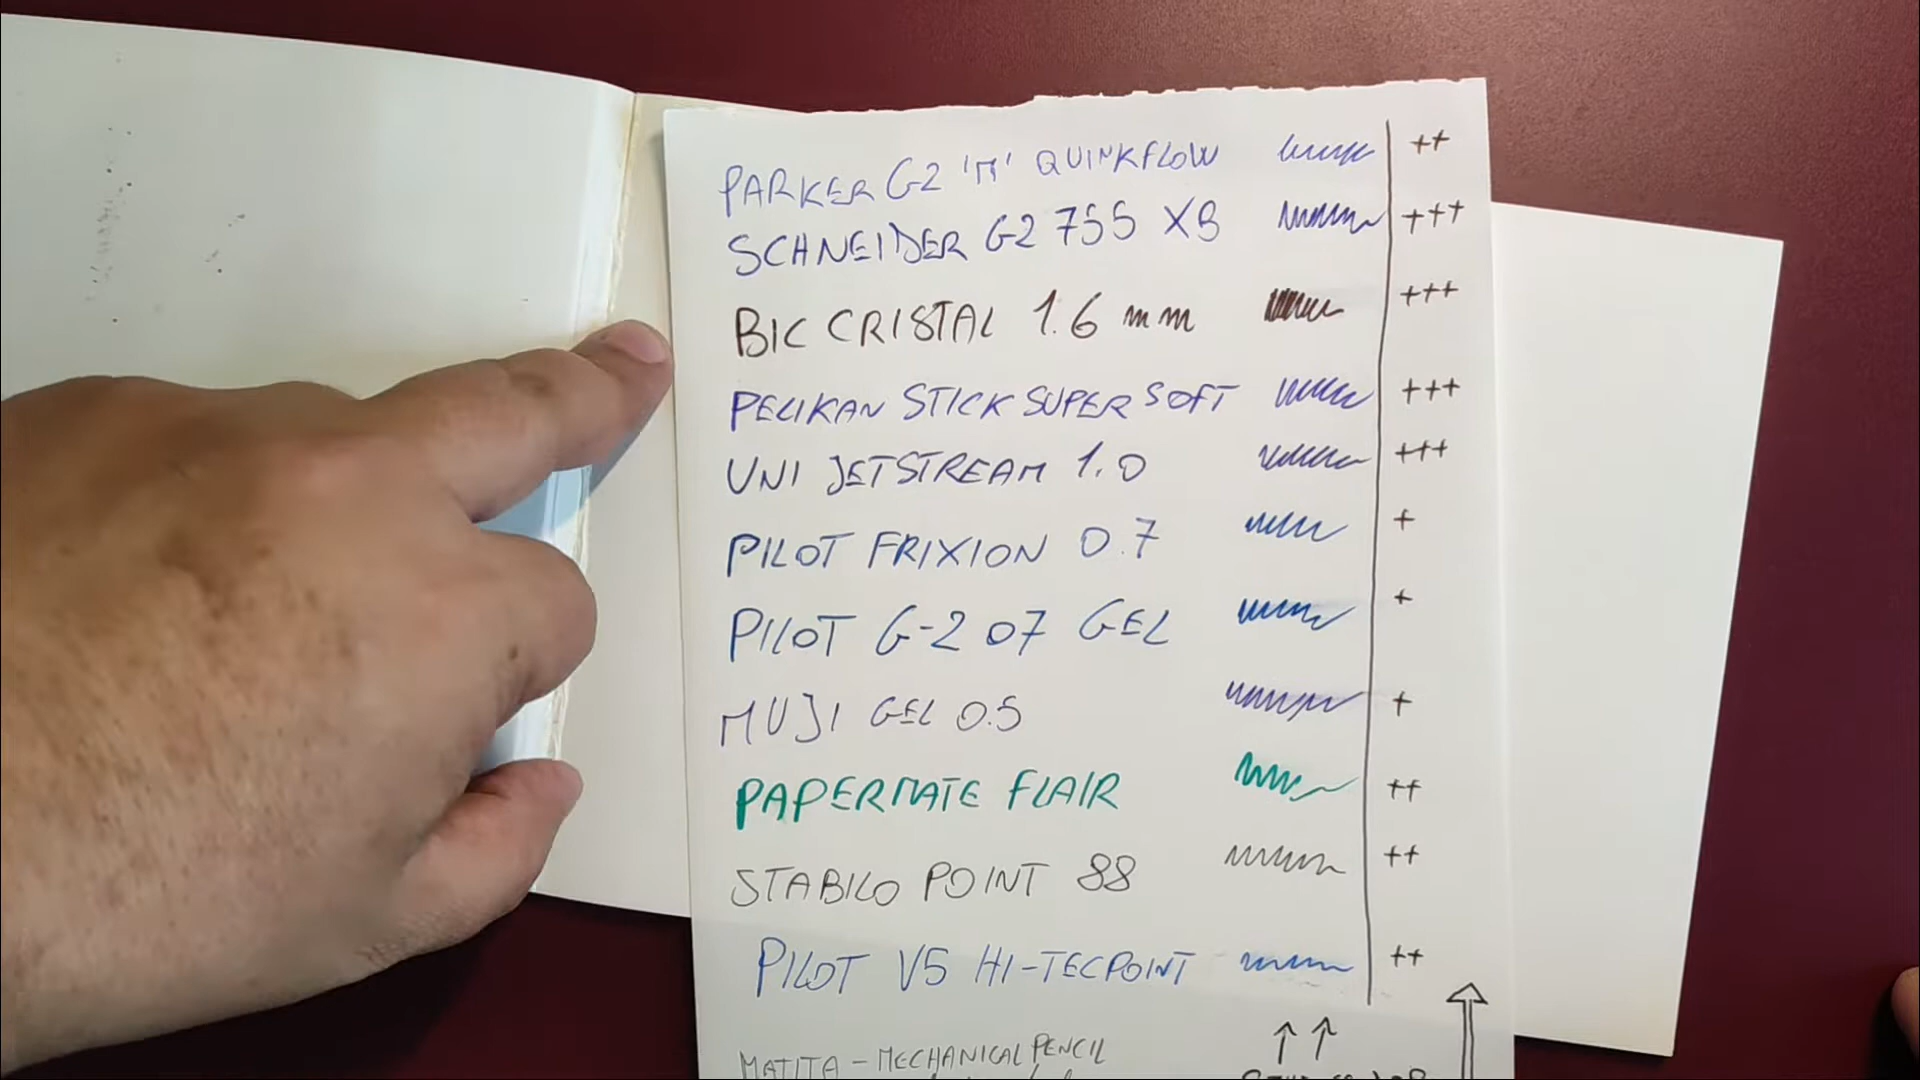 PARKER G2 'M' QUINKFLOW ++
SCHNEIDER G2 755 XB +++
BIC CRISTAL 1.6 mm +++
PELIKAN STICK SUPER SOFT +++
UNI JETSTREAM 1.0 +++
PILOT FRIXION 0.7 +
PILOT G-2 07 GEL +
MUJI GEL 0.5 +
PAPERMATE FLAIR ++
STABILO POINT 88 ++
PILOT V5 HI-TECPOINT ++
MATITA - MECHANICAL PENCIL